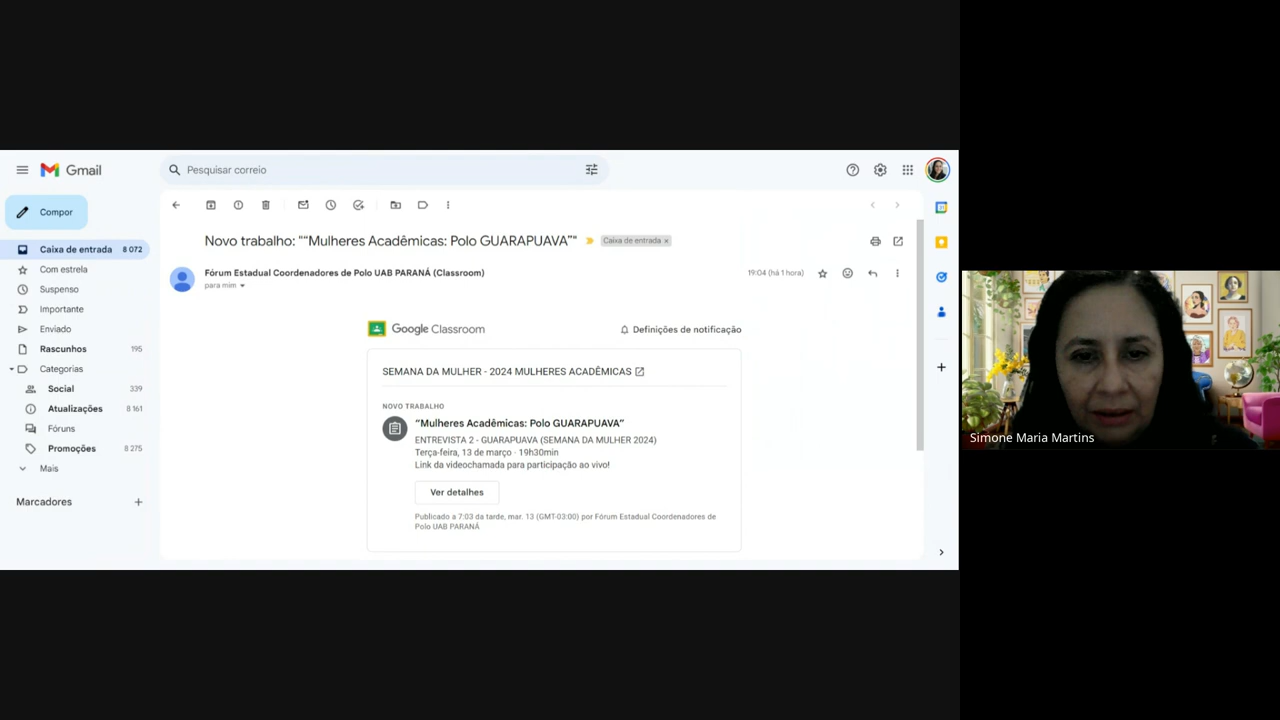 Gmail
Pesquisar correio
Compor
Caixa de entrada 8 072
Com estrela
Suspenso
Importante
Enviado
Rascunhos 195
Categorias
Social 339
Atualizações 8 161
Fóruns
Promoções 8 275
Mais
Marcadores
Novo trabalho: "“Mulheres Acadêmicas: Polo GUARAPUAVA”"
Caixa de entrada x
Fórum Estadual Coordenadores de Polo UAB PARANÁ (Classroom)
19:04 (há 1 hora)
para mim
Google Classroom
Definições de notificação
SEMANA DA MULHER - 2024 MULHERES ACADÊMICAS
NOVO TRABALHO
“Mulheres Acadêmicas: Polo GUARAPUAVA”
ENTREVISTA 2 - GUARAPUAVA (SEMANA DA MULHER 2024)
Terça-feira, 13 de março · 19h30min
Link da videochamada para participação ao vivo!
Ver detalhes
Publicado a 7:03 da tarde, mar. 13 (GMT-03:00) por Fórum Estadual Coordenadores de
Polo UAB PARANÁ
Simone Maria Martins